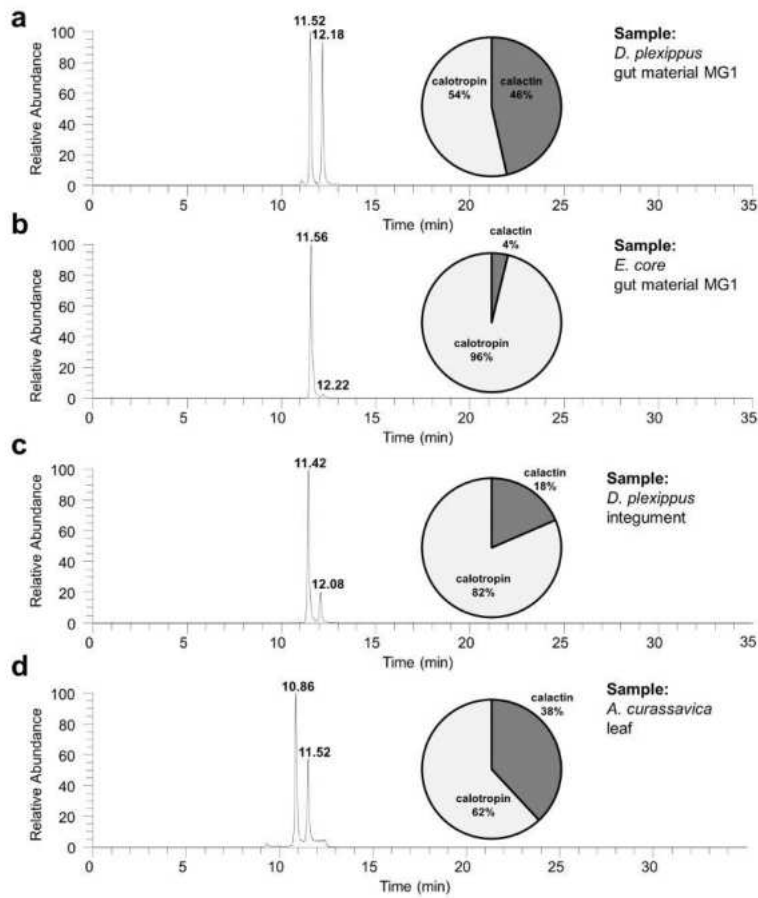 a
11.52
12.18
Relative Abundance
100
80
60
40
20
0
0 5 10 15 20 25 30 35
Time (min)
calotropin
54%
calactin
46%
Sample:
D. plexippus
gut material MG1
b
11.56
12.22
Relative Abundance
100
80
60
40
20
0
0 5 10 15 20 25 30 35
Time (min)
calactin
4%
calotropin
96%
Sample:
E. core
gut material MG1
c
11.42
12.08
Relative Abundance
100
80
60
40
20
0
0 5 10 15 20 25 30 35
Time (min)
calactin
18%
calotropin
82%
Sample:
D. plexippus
integument
d
10.86
11.52
Relative Abundance
100
80
60
40
20
0
0 5 10 15 20 25 30
Time (min)
calactin
38%
calotropin
62%
Sample:
A. curassavica
leaf